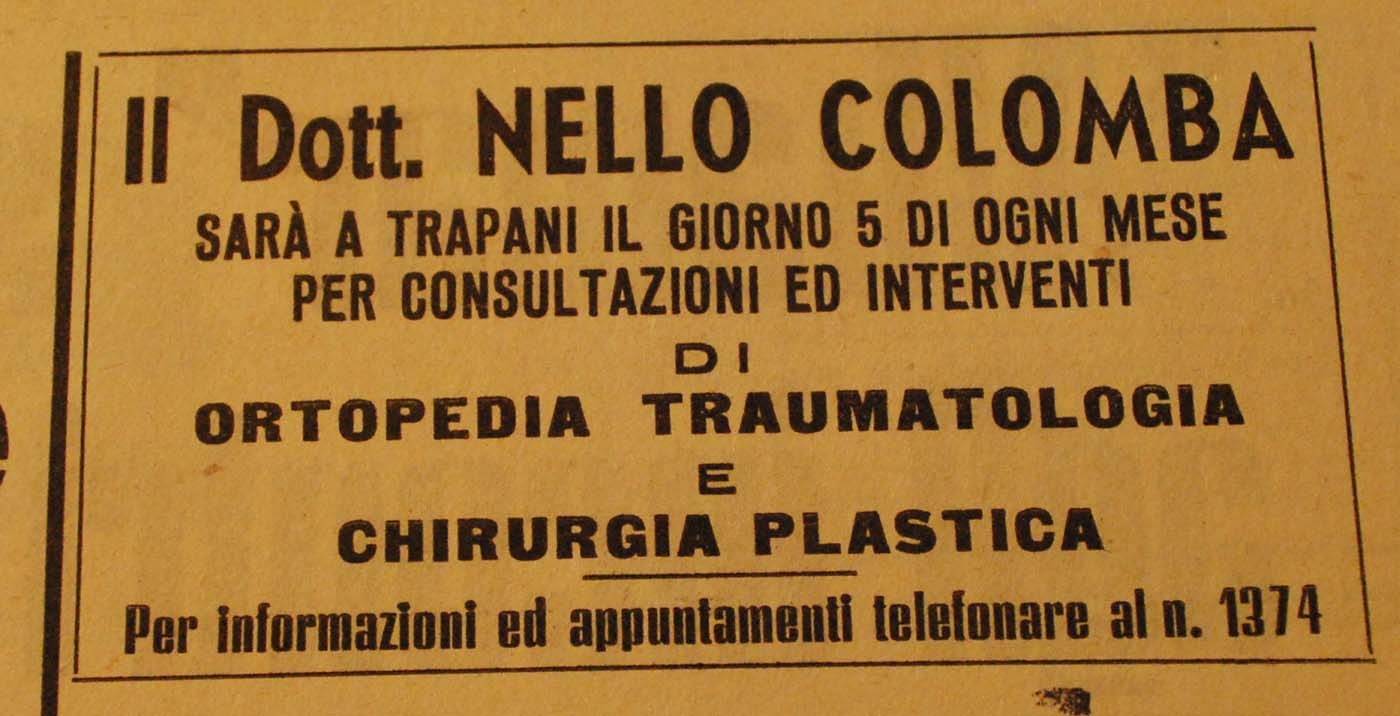 Il Dott. NELLO COLOMBA
SARÀ A TRAPANI IL GIORNO 5 DI OGNI MESE
PER CONSULTAZIONI ED INTERVENTI
DI
ORTOPEDIA TRAUMATOLOGIA
E
CHIRURGIA PLASTICA
Per informazioni ed appuntamenti telefonare al n. 1374